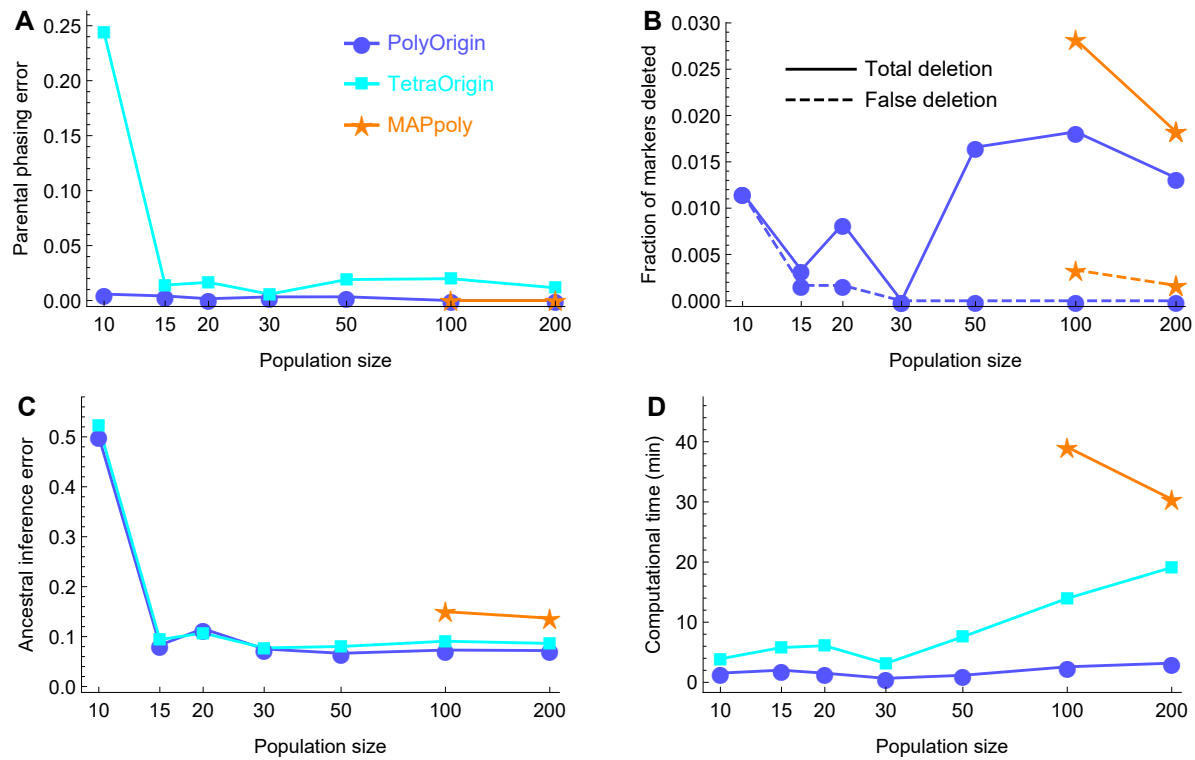 A
0.25
0.20
0.15
0.10
0.05
0.00
Parental phasing error
PolyOrigin
TetraOrigin
MAPpoly
10 15 20 30 50 100 200
Population size
B
0.030
0.025
0.020
0.015
0.010
0.005
0.000
Fraction of markers deleted
Total deletion
False deletion
10 15 20 30 50 100 200
Population size
C
0.5
0.4
0.3
0.2
0.1
0.0
Ancestral inference error
10 15 20 30 50 100 200
Population size
D
40
30
20
10
0
Computational time (min)
10 15 20 30 50 100 200
Population size